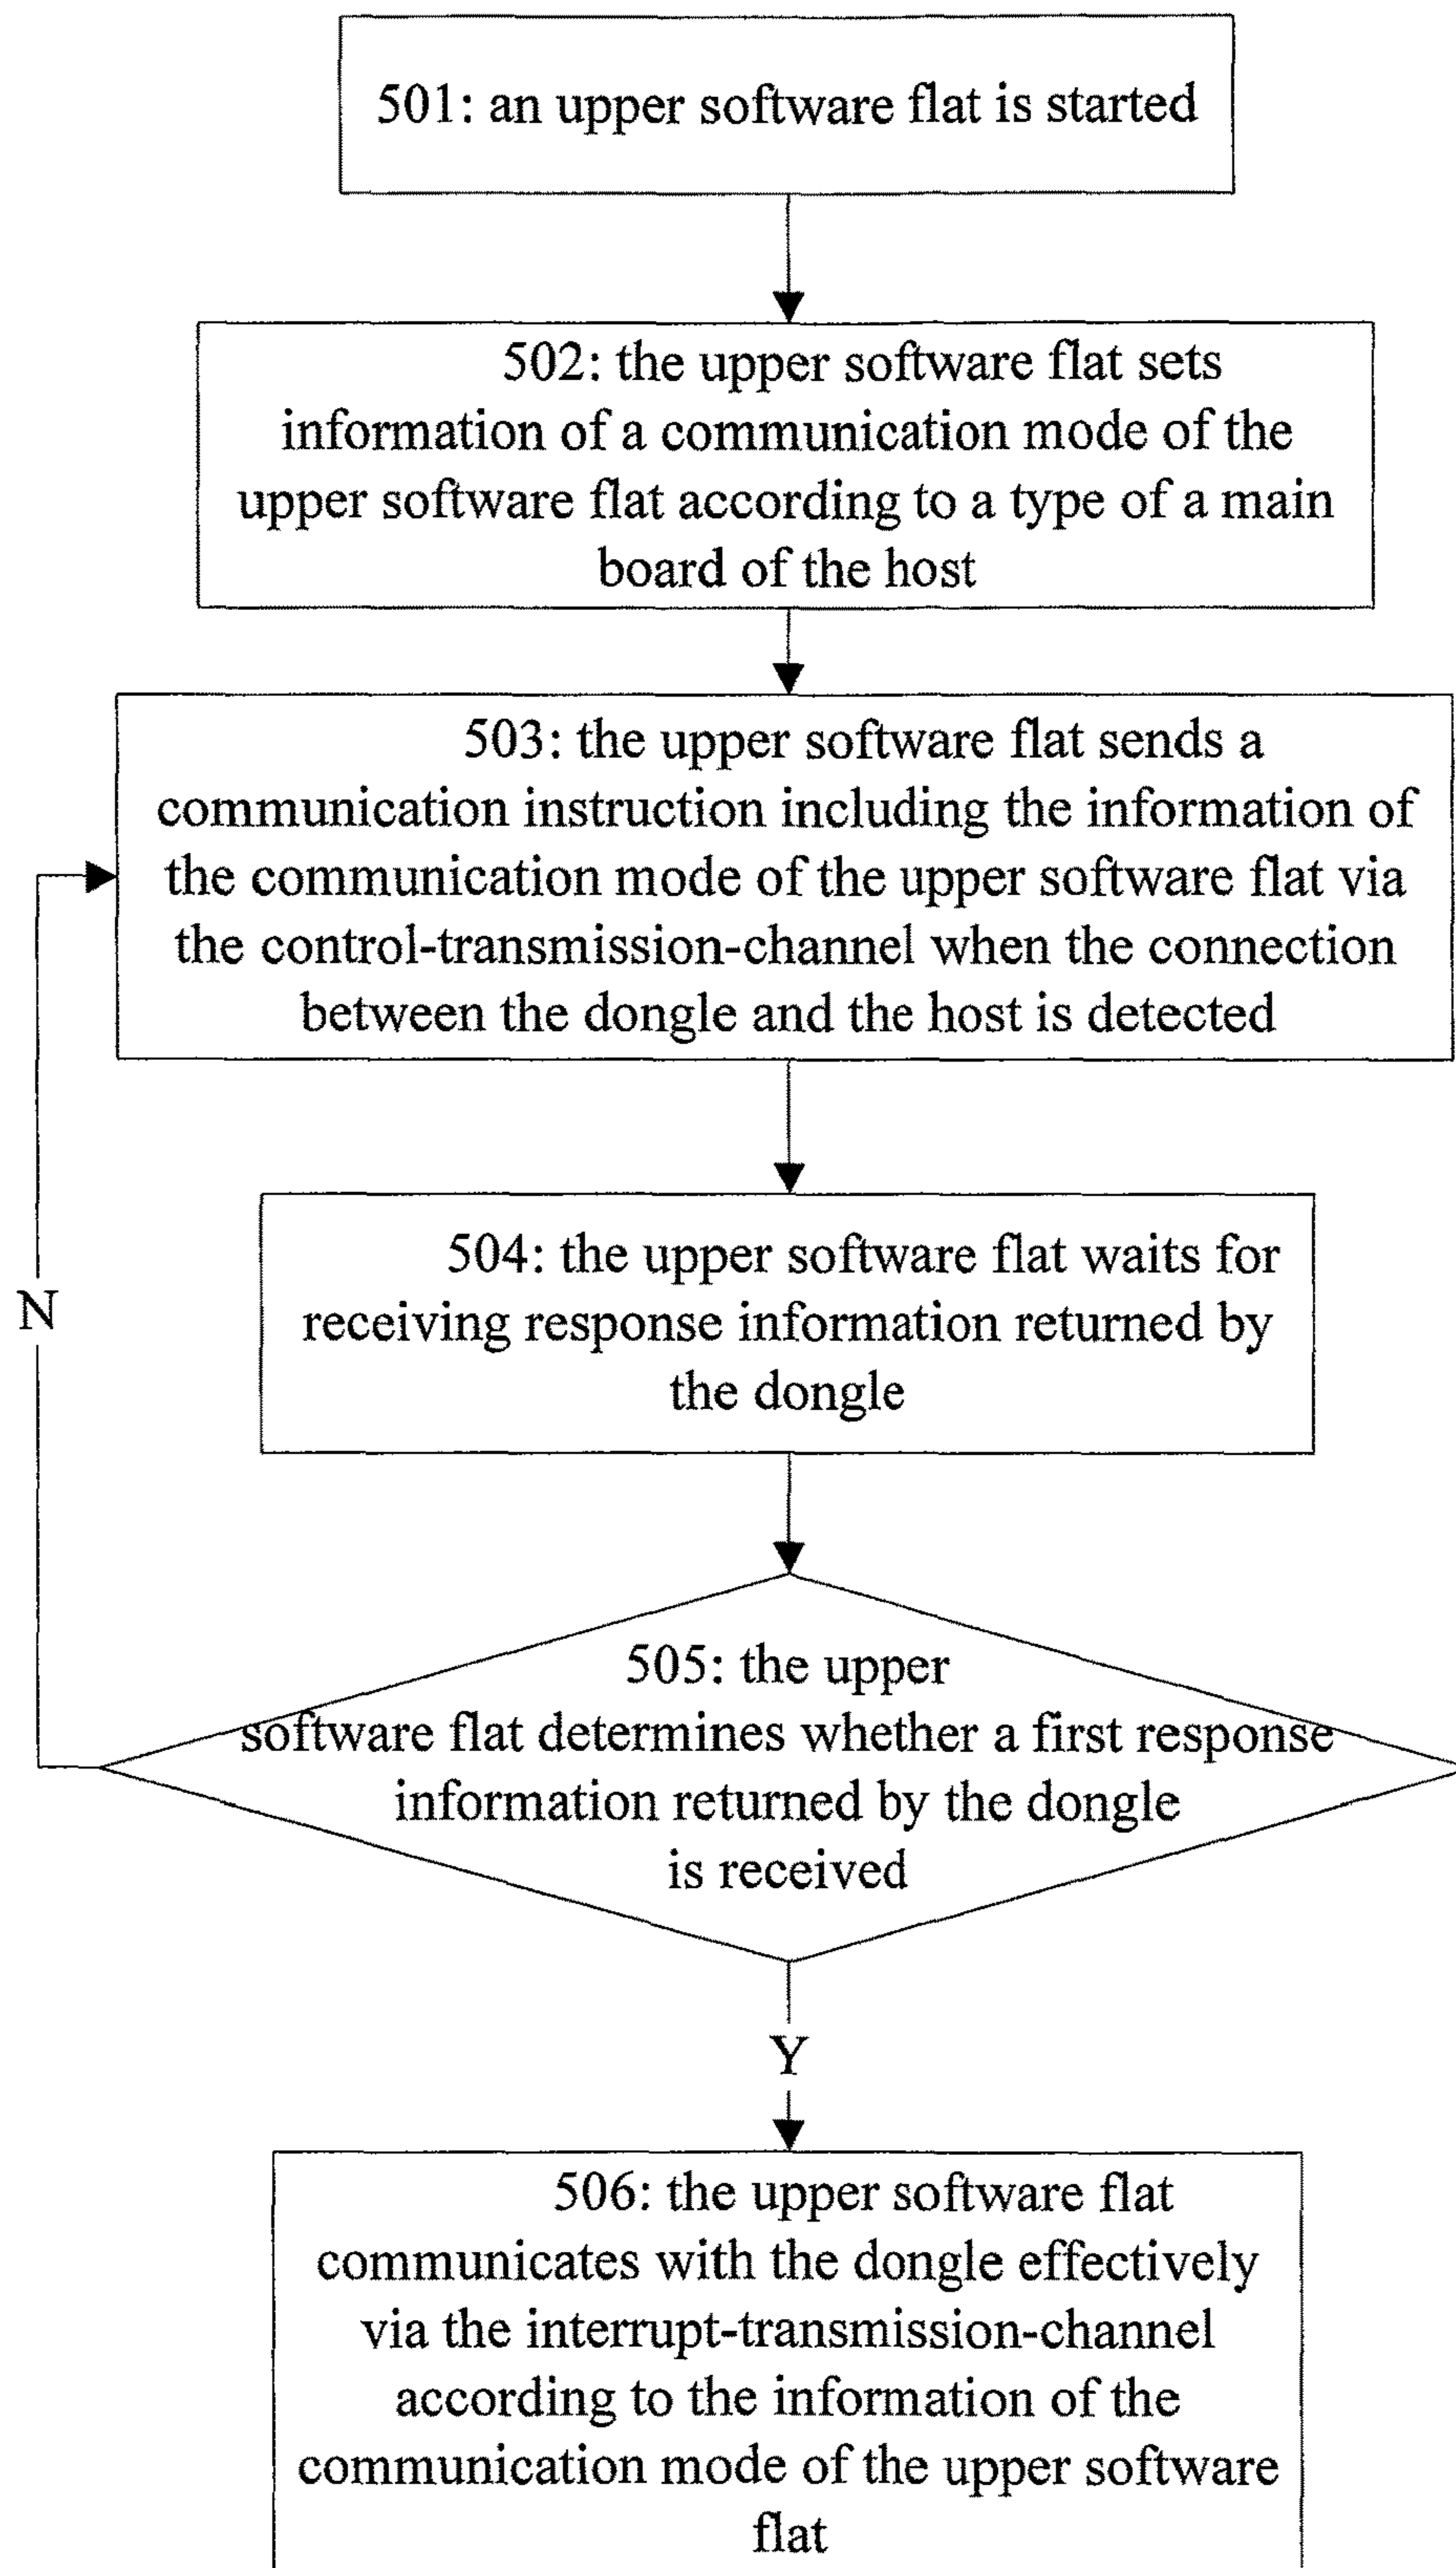 501: an upper software flat is started
502: the upper software flat sets
information of a communication mode of the
upper software flat according to a type of a main
board of the host
503: the upper software flat sends a
communication instruction including the information of
the communication mode of the upper software flat via
the control-transmission-channel when the connection
between the dongle and the host is detected
504: the upper software flat waits for
receiving response information returned by
the dongle
N
505: the upper
software flat determines whether a first response
information returned by the dongle
is received
Y
506: the upper software flat
communicates with the dongle effectively
via the interrupt-transmission-channel
according to the information of the
communication mode of the upper software
flat